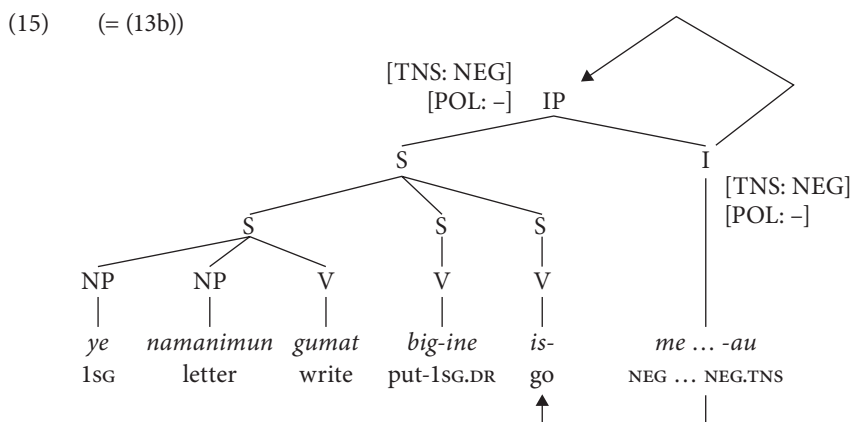 (15) (= (13b))
[TNS: NEG]
[POL: –] IP
S I
[TNS: NEG]
[POL: –]
S S S
NP NP V V V
ye namanimun gumat big-ine is- me … -au
1SG letter write put-1SG.DR go NEG … NEG.TNS